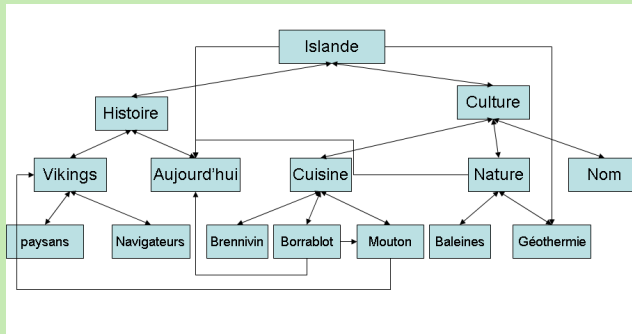 Islande
Histoire
Culture
Vikings
Aujourd'hui
Cuisine
Nature
Nom
paysans
Navigateurs
Brennivin
Borrablot
Mouton
Baleines
Géothermie